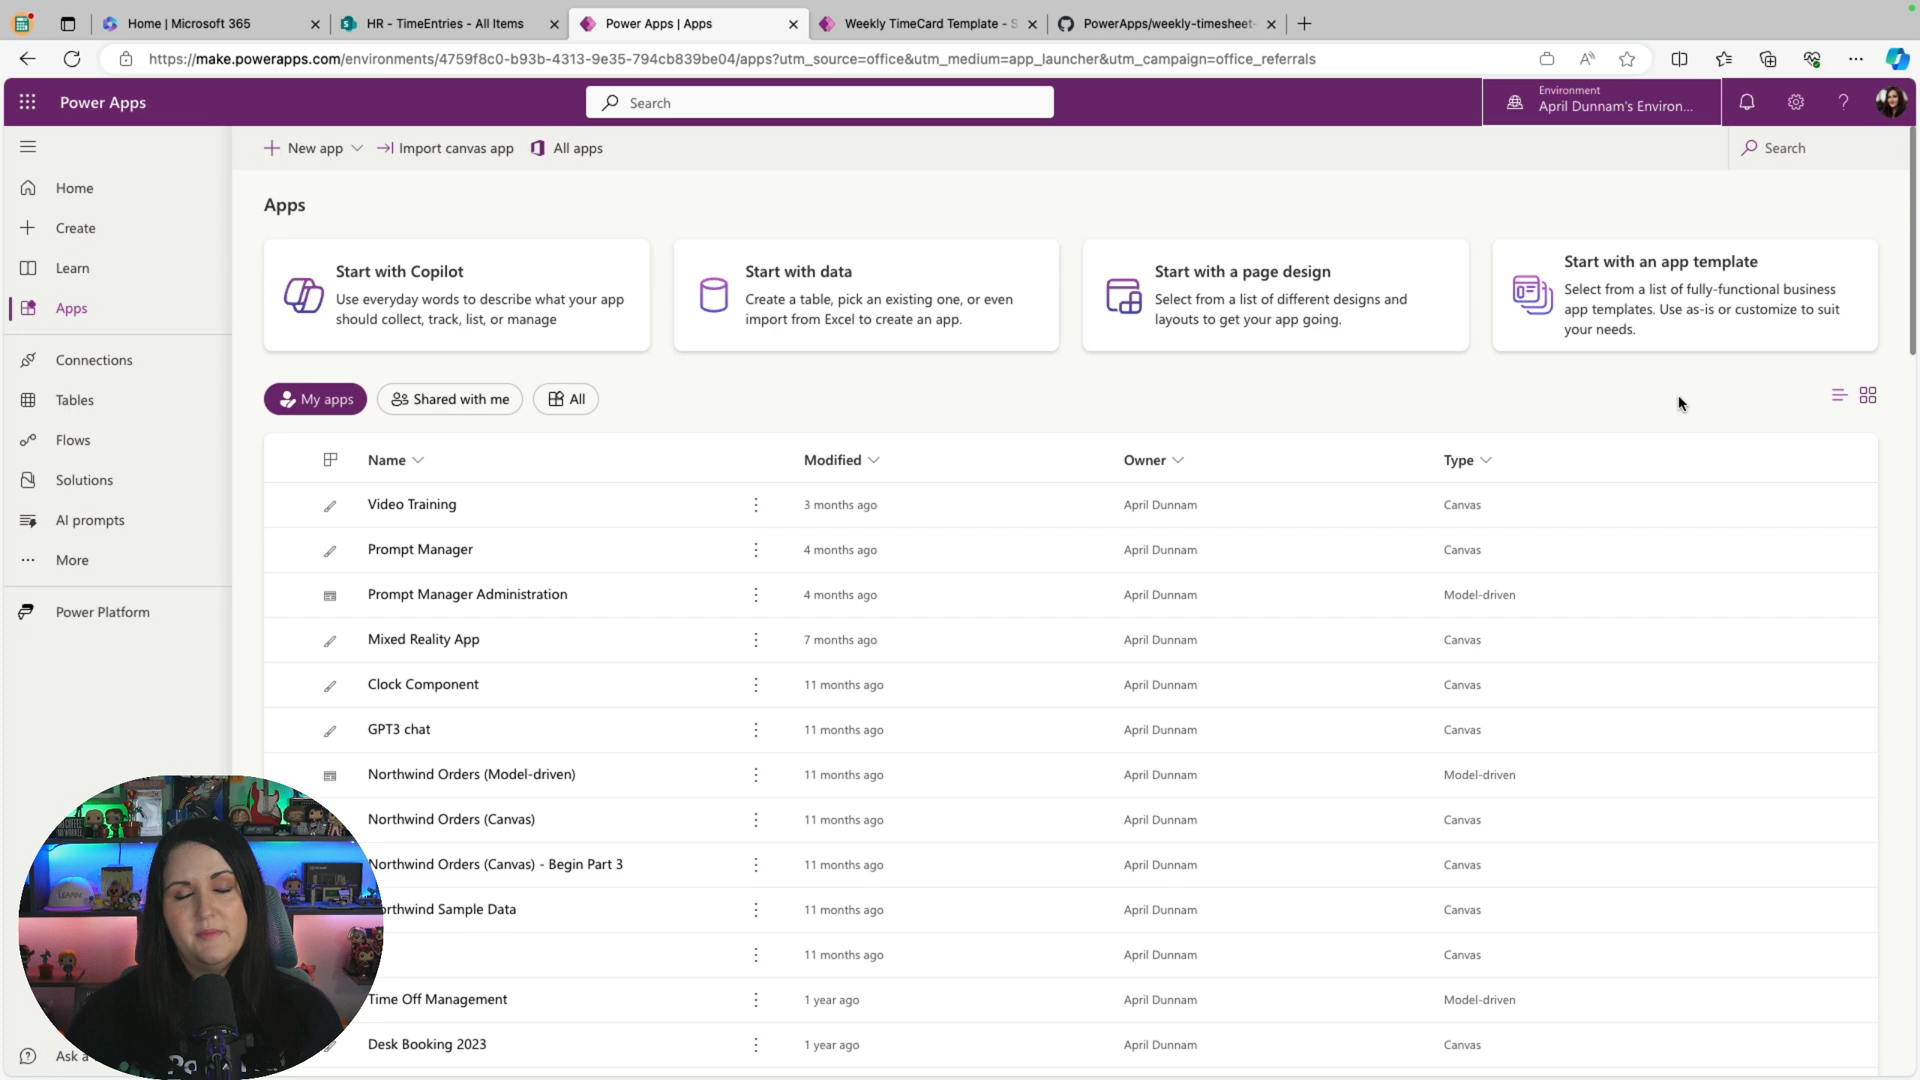 Home | Microsoft 365
HR - TimeEntries - All Items
Power Apps | Apps
Weekly TimeCard Template - S
PowerApps/weekly-timesheet-
https://make.powerapps.com/environments/4759f8c0-b93b-4313-9e35-794cb839be04/apps?utm_source=office&utm_medium=app_launcher&utm_campaign=office_referrals
Power Apps
Search
Environment
April Dunnam's Environ...
New app
Import canvas app
All apps
Search
Home
Create
Learn
Apps
Connections
Tables
Flows
Solutions
AI prompts
More
Power Platform
Ask a
Apps
Start with Copilot
Use everyday words to describe what your app
should collect, track, list, or manage
Start with data
Create a table, pick an existing one, or even
import from Excel to create an app.
Start with a page design
Select from a list of different designs and
layouts to get your app going.
Start with an app template
Select from a list of fully-functional business
app templates. Use as-is or customize to suit
your needs.
My apps
Shared with me
All
Name Modified Owner Type
Video Training 3 months ago April Dunnam Canvas
Prompt Manager 4 months ago April Dunnam Canvas
Prompt Manager Administration 4 months ago April Dunnam Model-driven
Mixed Reality App 7 months ago April Dunnam Canvas
Clock Component 11 months ago April Dunnam Canvas
GPT3 chat 11 months ago April Dunnam Canvas
Northwind Orders (Model-driven) 11 months ago April Dunnam Model-driven
Northwind Orders (Canvas) 11 months ago April Dunnam Canvas
Northwind Orders (Canvas) - Begin Part 3 11 months ago April Dunnam Canvas
orthwind Sample Data 11 months ago April Dunnam Canvas
11 months ago April Dunnam Canvas
Time Off Management 1 year ago April Dunnam Model-driven
Desk Booking 2023 1 year ago April Dunnam Canvas